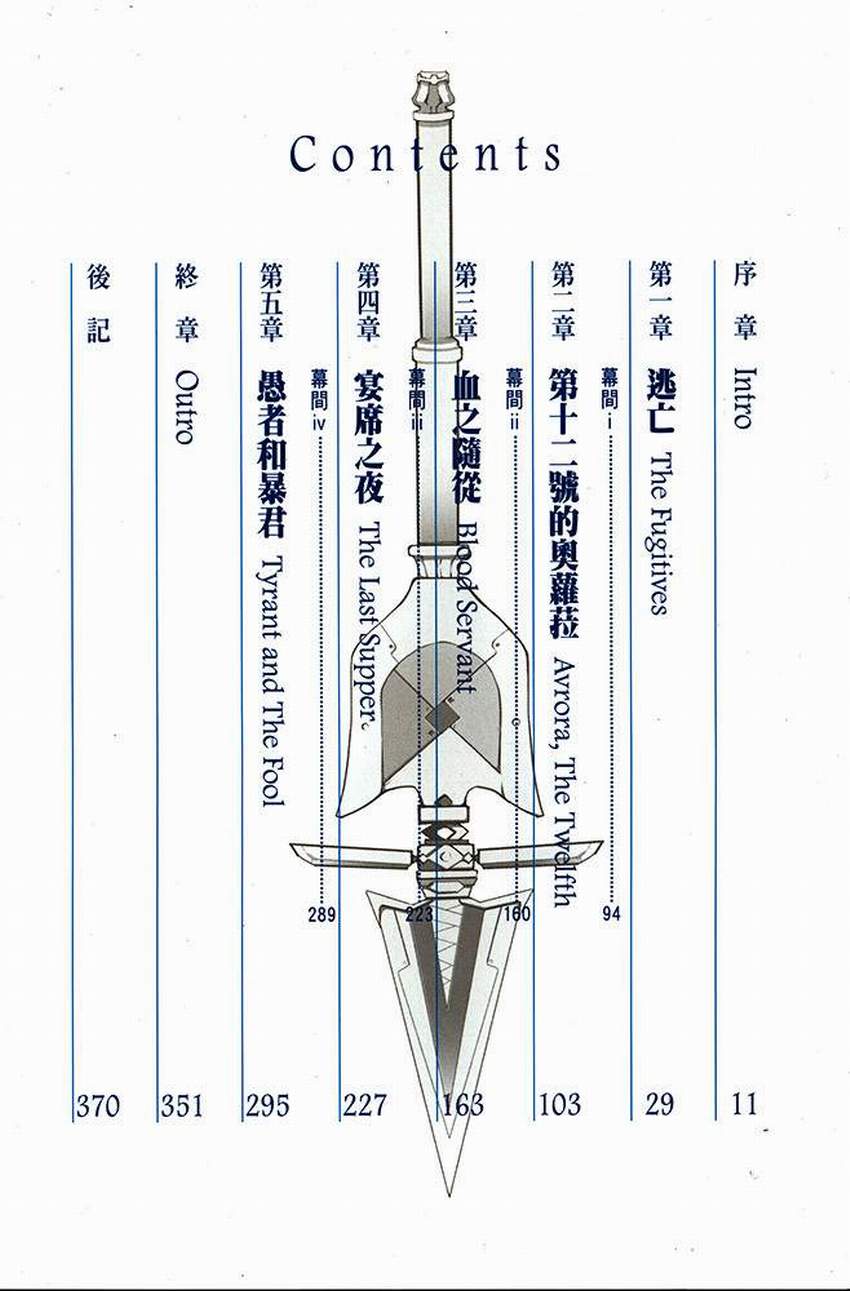 Contents
序章 Intro 11
第一章 逃亡 The Fugitives 29
幕間 i 94
第二章 第十二號的奧蘿菈 Avrora, The Twelfth 103
幕間 ii 160
第三章 血之隨從 Blood Servant 163
幕間 iii 223
第四章 宴席之夜 The Last Supper。 227
幕間 iv 289
第五章 愚者和暴君 Tyrant and The Fool 295
終章 Outro 351
後記 370